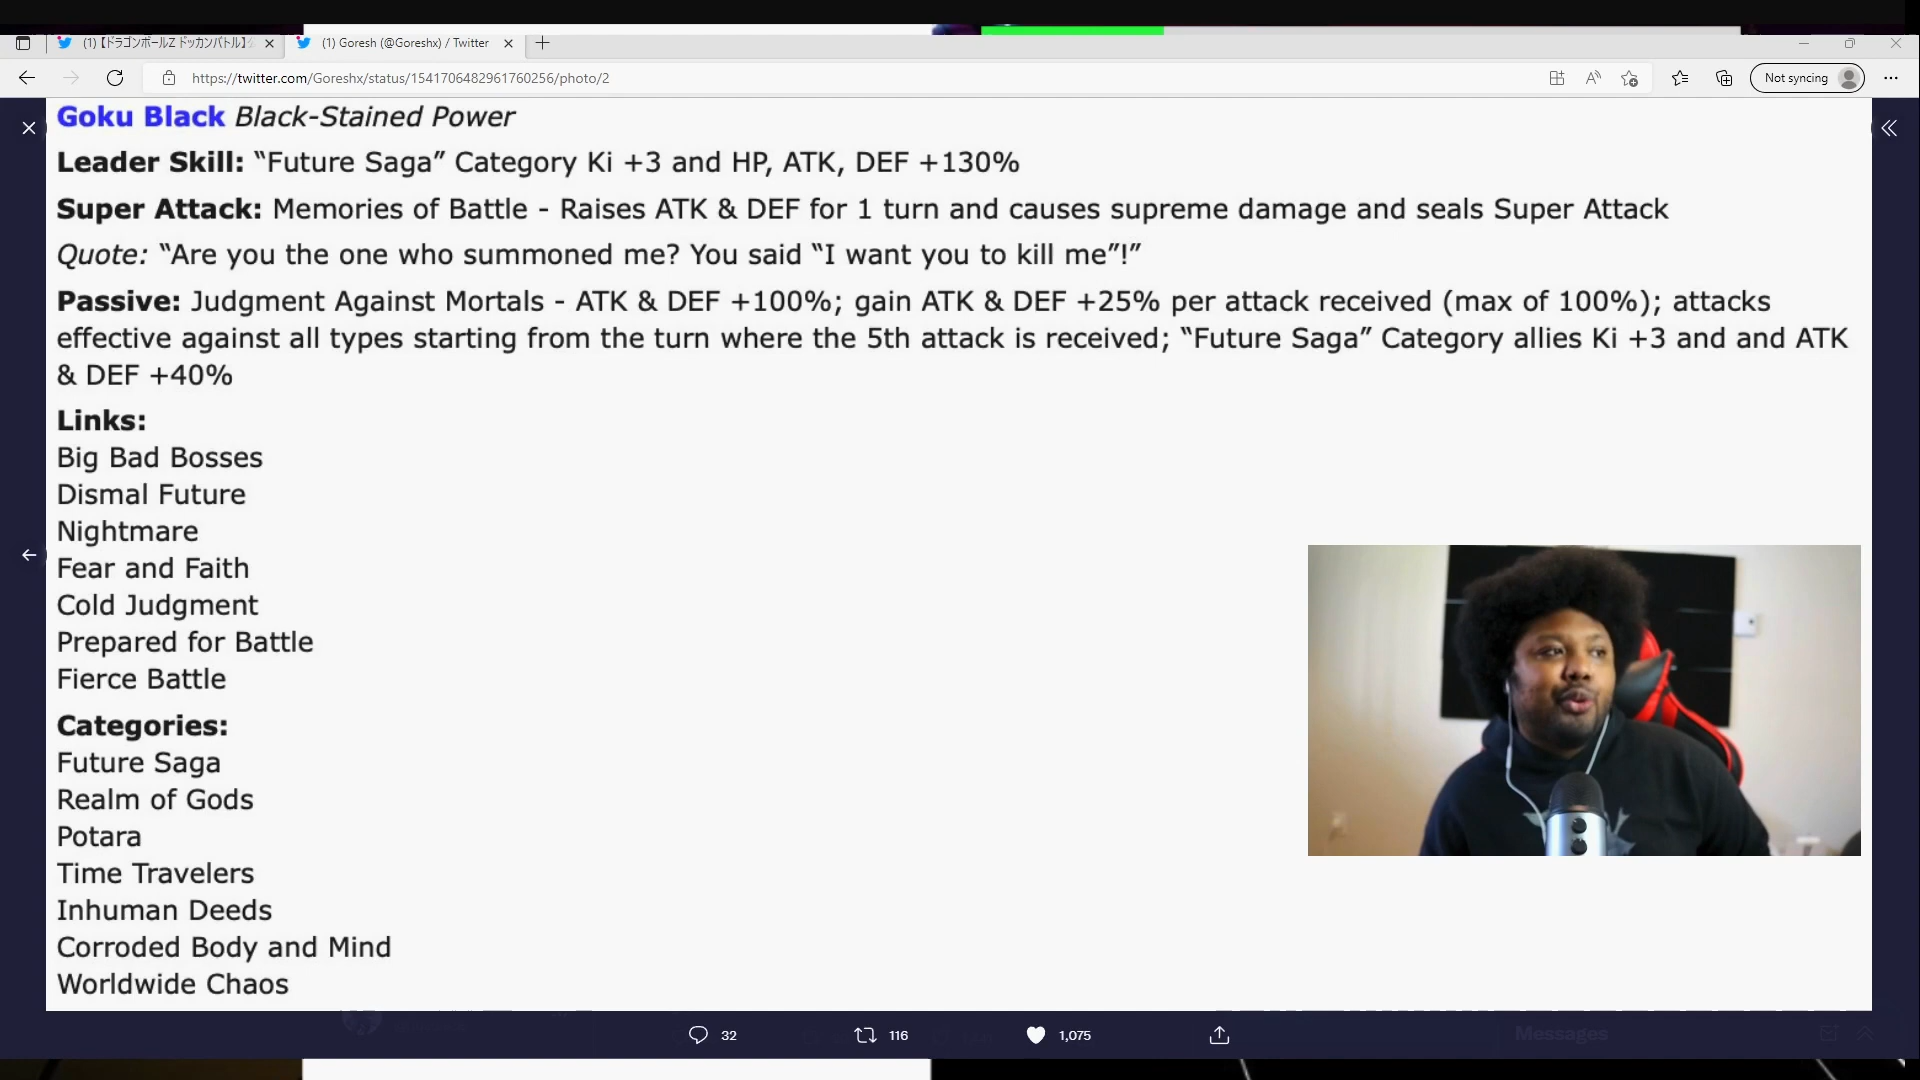 (1)【ドラゴンボールZ ドッカンバトル】
(1) Goresh (@Goreshx) / Twitter
https://twitter.com/Goreshx/status/1541706482961760256/photo/2
Not syncing
Goku Black Black-Stained Power
Leader Skill: “Future Saga” Category Ki +3 and HP, ATK, DEF +130%
Super Attack: Memories of Battle - Raises ATK & DEF for 1 turn and causes supreme damage and seals Super Attack
Quote: “Are you the one who summoned me? You said “I want you to kill me”!”
Passive: Judgment Against Mortals - ATK & DEF +100%; gain ATK & DEF +25% per attack received (max of 100%); attacks
effective against all types starting from the turn where the 5th attack is received; “Future Saga” Category allies Ki +3 and and ATK
& DEF +40%
Links:
Big Bad Bosses
Dismal Future
Nightmare
Fear and Faith
Cold Judgment
Prepared for Battle
Fierce Battle
Categories:
Future Saga
Realm of Gods
Potara
Time Travelers
Inhuman Deeds
Corroded Body and Mind
Worldwide Chaos
32
116
1,075
Messages